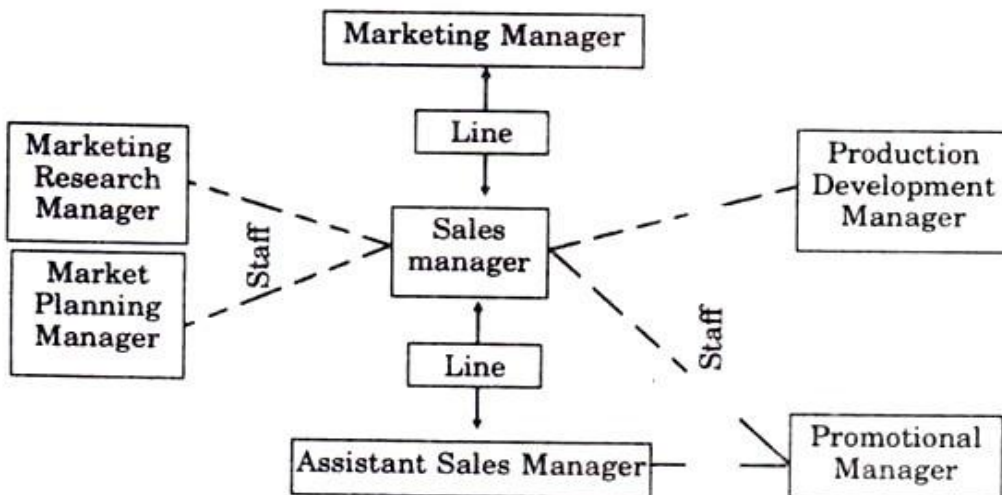 Marketing Manager
Line
Marketing
Research
Manager
Production
Development
Manager
Sales
manager
Staff
Market
Planning
Manager
Staff
Line
Assistant Sales Manager
Promotional
Manager